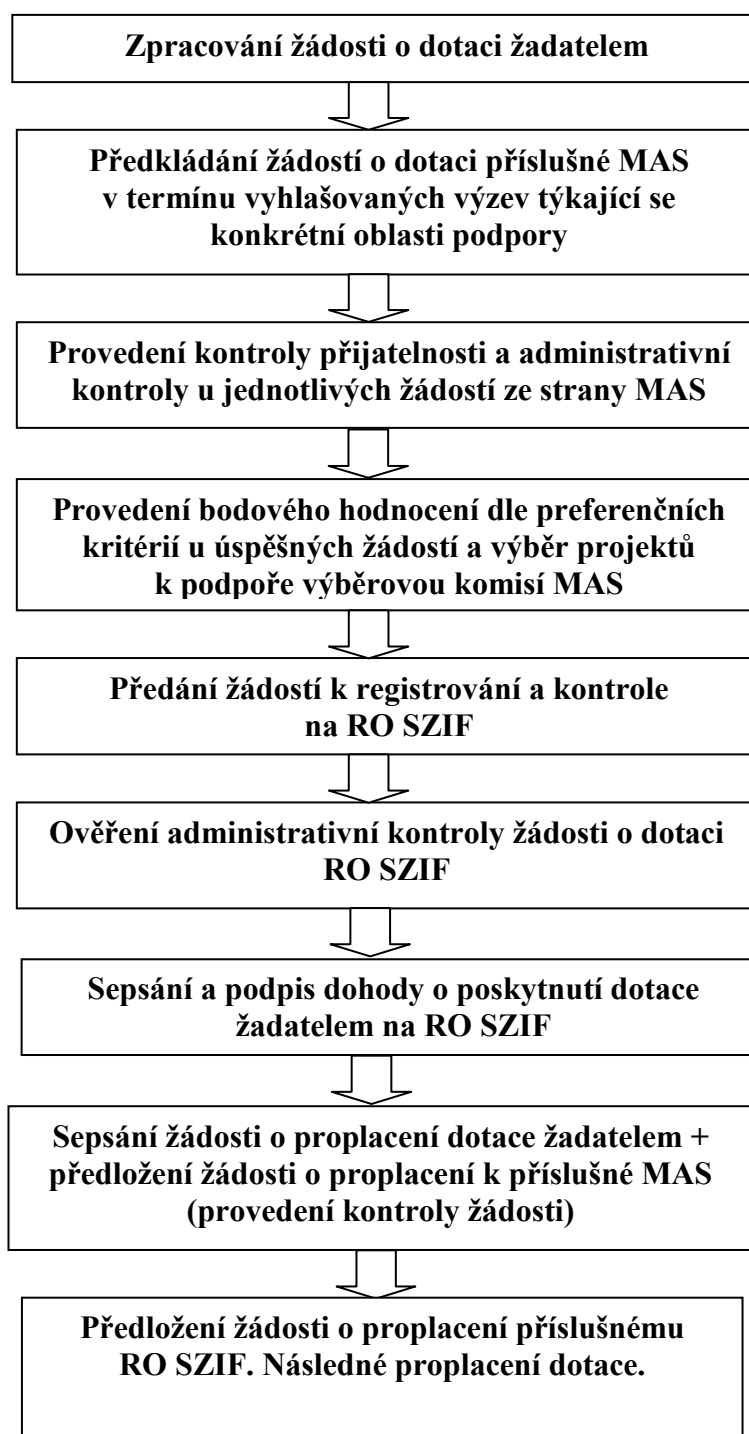 Zpracování žádosti o dotaci žadatelem
Předkládání žádostí o dotaci příslušné MAS
v termínu vyhlašovaných výzev týkající se
konkrétní oblasti podpory
Provedení kontroly přijatelnosti a administrativní
kontroly u jednotlivých žádostí ze strany MAS
Provedení bodového hodnocení dle preferenčních
kritérií u úspěšných žádostí a výběr projektů
k podpoře výběrovou komisí MAS
Předání žádostí k registrování a kontrole
na RO SZIF
Ověření administrativní kontroly žádosti o dotaci
RO SZIF
Sepsání a podpis dohody o poskytnutí dotace
žadatelem na RO SZIF
Sepsání žádosti o proplacení dotace žadatelem +
předložení žádosti o proplacení k příslušné MAS
(provedení kontroly žádosti)
Předložení žádosti o proplacení příslušnému
RO SZIF. Následné proplacení dotace.